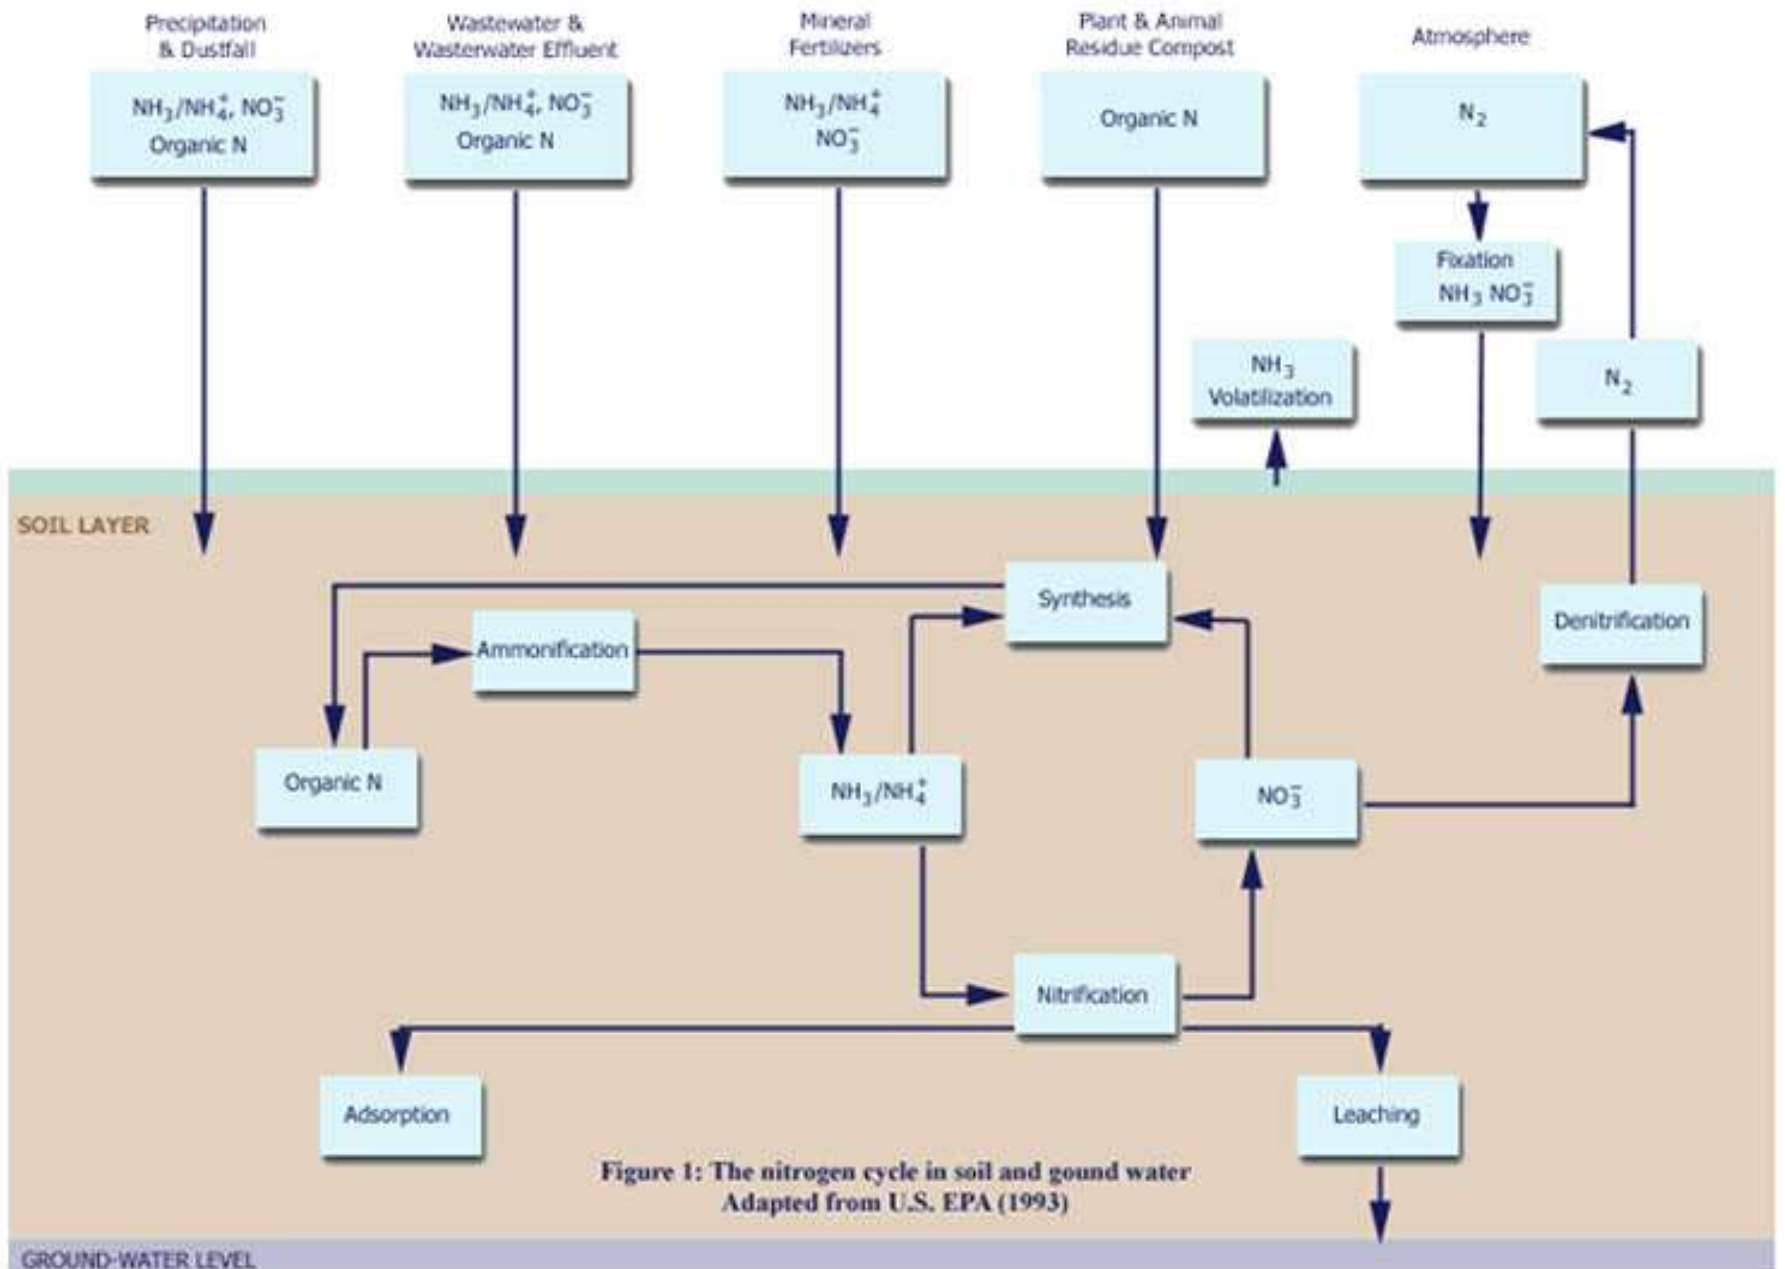 Precipitation
& Dustfall
Wastewater &
Wasterwater Effluent
Mineral
Fertilizers
Plant & Animal
Residue Compost
Atmosphere
NH₃/NH₄⁺, NO₃⁻
Organic N
NH₃/NH₄⁺, NO₃⁻
Organic N
NH₃/NH₄⁺
NO₃⁻
Organic N
N₂
Fixation
NH₃ NO₃⁻
NH₃
Volatilization
N₂
SOIL LAYER
Synthesis
Denitrification
Ammonification
Organic N
NH₃/NH₄⁺
NO₃⁻
Nitrification
Adsorption
Leaching
Figure 1: The nitrogen cycle in soil and gound water
Adapted from U.S. EPA (1993)
GROUND-WATER LEVEL